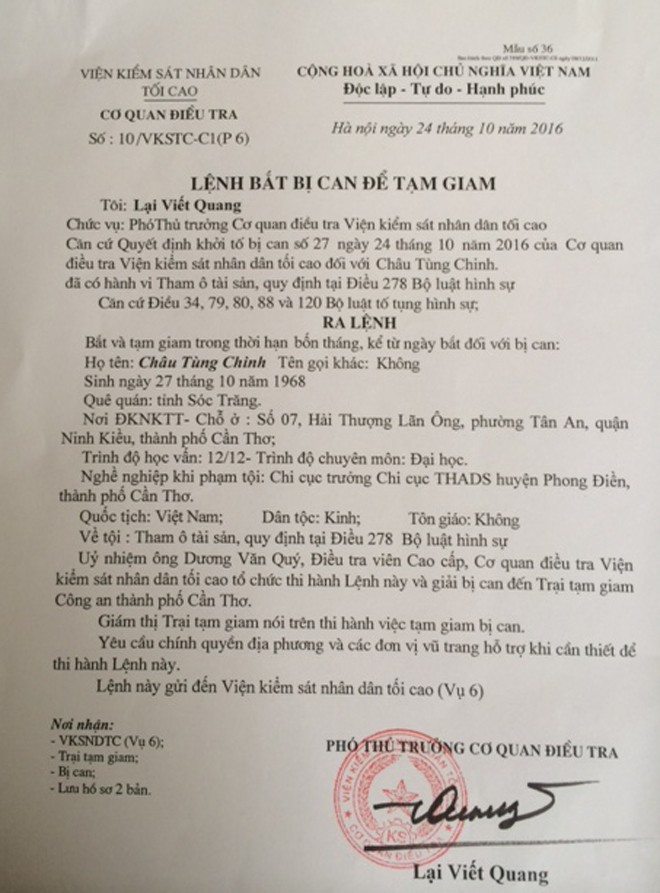 Mẫu số 36
VIỆN KIỂM SÁT NHÂN DÂN
TỐI CAO
CƠ QUAN ĐIỀU TRA
Số : 10/VKSTC-C1(P 6)
CỘNG HOÀ XÃ HỘI CHỦ NGHĨA VIỆT NAM
Độc lập - Tự do - Hạnh phúc
Hà nội ngày 24 tháng 10 năm 2016
LỆNH BẮT BỊ CAN ĐỂ TẠM GIAM
Tôi: Lại Viết Quang
Chức vụ: PhóThủ trưởng Cơ quan điều tra Viện kiểm sát nhân dân tối cao
Căn cứ Quyết định khởi tố bị can số 27 ngày 24 tháng 10 năm 2016 của Cơ quan
điều tra Viện kiểm sát nhân dân tối cao đối với Châu Tùng Chinh.
đã có hành vi Tham ô tài sản, quy định tại Điều 278 Bộ luật hình sự
Căn cứ Điều 34, 79, 80, 88 và 120 Bộ luật tố tụng hình sự;
RA LỆNH
Bắt và tạm giam trong thời hạn bốn tháng, kể từ ngày bắt đối với bị can:
Họ tên: Châu Tùng Chinh Tên gọi khác: Không
Sinh ngày 27 tháng 10 năm 1968
Quê quán: tỉnh Sóc Trăng.
Nơi ĐKNKTT- Chỗ ở : Số 07, Hải Thượng Lãn Ông, phường Tân An, quận
Ninh Kiều, thành phố Cần Thơ;
Trình độ học vấn: 12/12- Trình độ chuyên môn: Đại học.
Nghề nghiệp khi phạm tội: Chi cục trưởng Chi cục THADS huyện Phong Điền,
thành phố Cần Thơ.
Quốc tịch: Việt Nam; Dân tộc: Kinh; Tôn giáo: Không
Về tội : Tham ô tài sản, quy định tại Điều 278 Bộ luật hình sự
Uỷ nhiệm ông Dương Văn Quý, Điều tra viên Cao cấp, Cơ quan điều tra Viện
kiểm sát nhân dân tối cao tổ chức thi hành Lệnh này và giải bị can đến Trại tạm giam
Công an thành phố Cần Thơ.
Giám thị Trại tạm giam nói trên thi hành việc tạm giam bị can.
Yêu cầu chính quyền địa phương và các đơn vị vũ trang hỗ trợ khi cần thiết để
thi hành Lệnh này.
Lệnh này gửi đến Viện kiểm sát nhân dân tối cao (Vụ 6)
Nơi nhận:
- VKSNDTC (Vụ 6);
- Trại tạm giam;
- Bị can;
- Lưu hồ sơ 2 bản.
PHÓ THỦ TRƯỞNG CƠ QUAN ĐIỀU TRA
CƠ QUAN ĐIỀU TRA
Lại Viết Quang